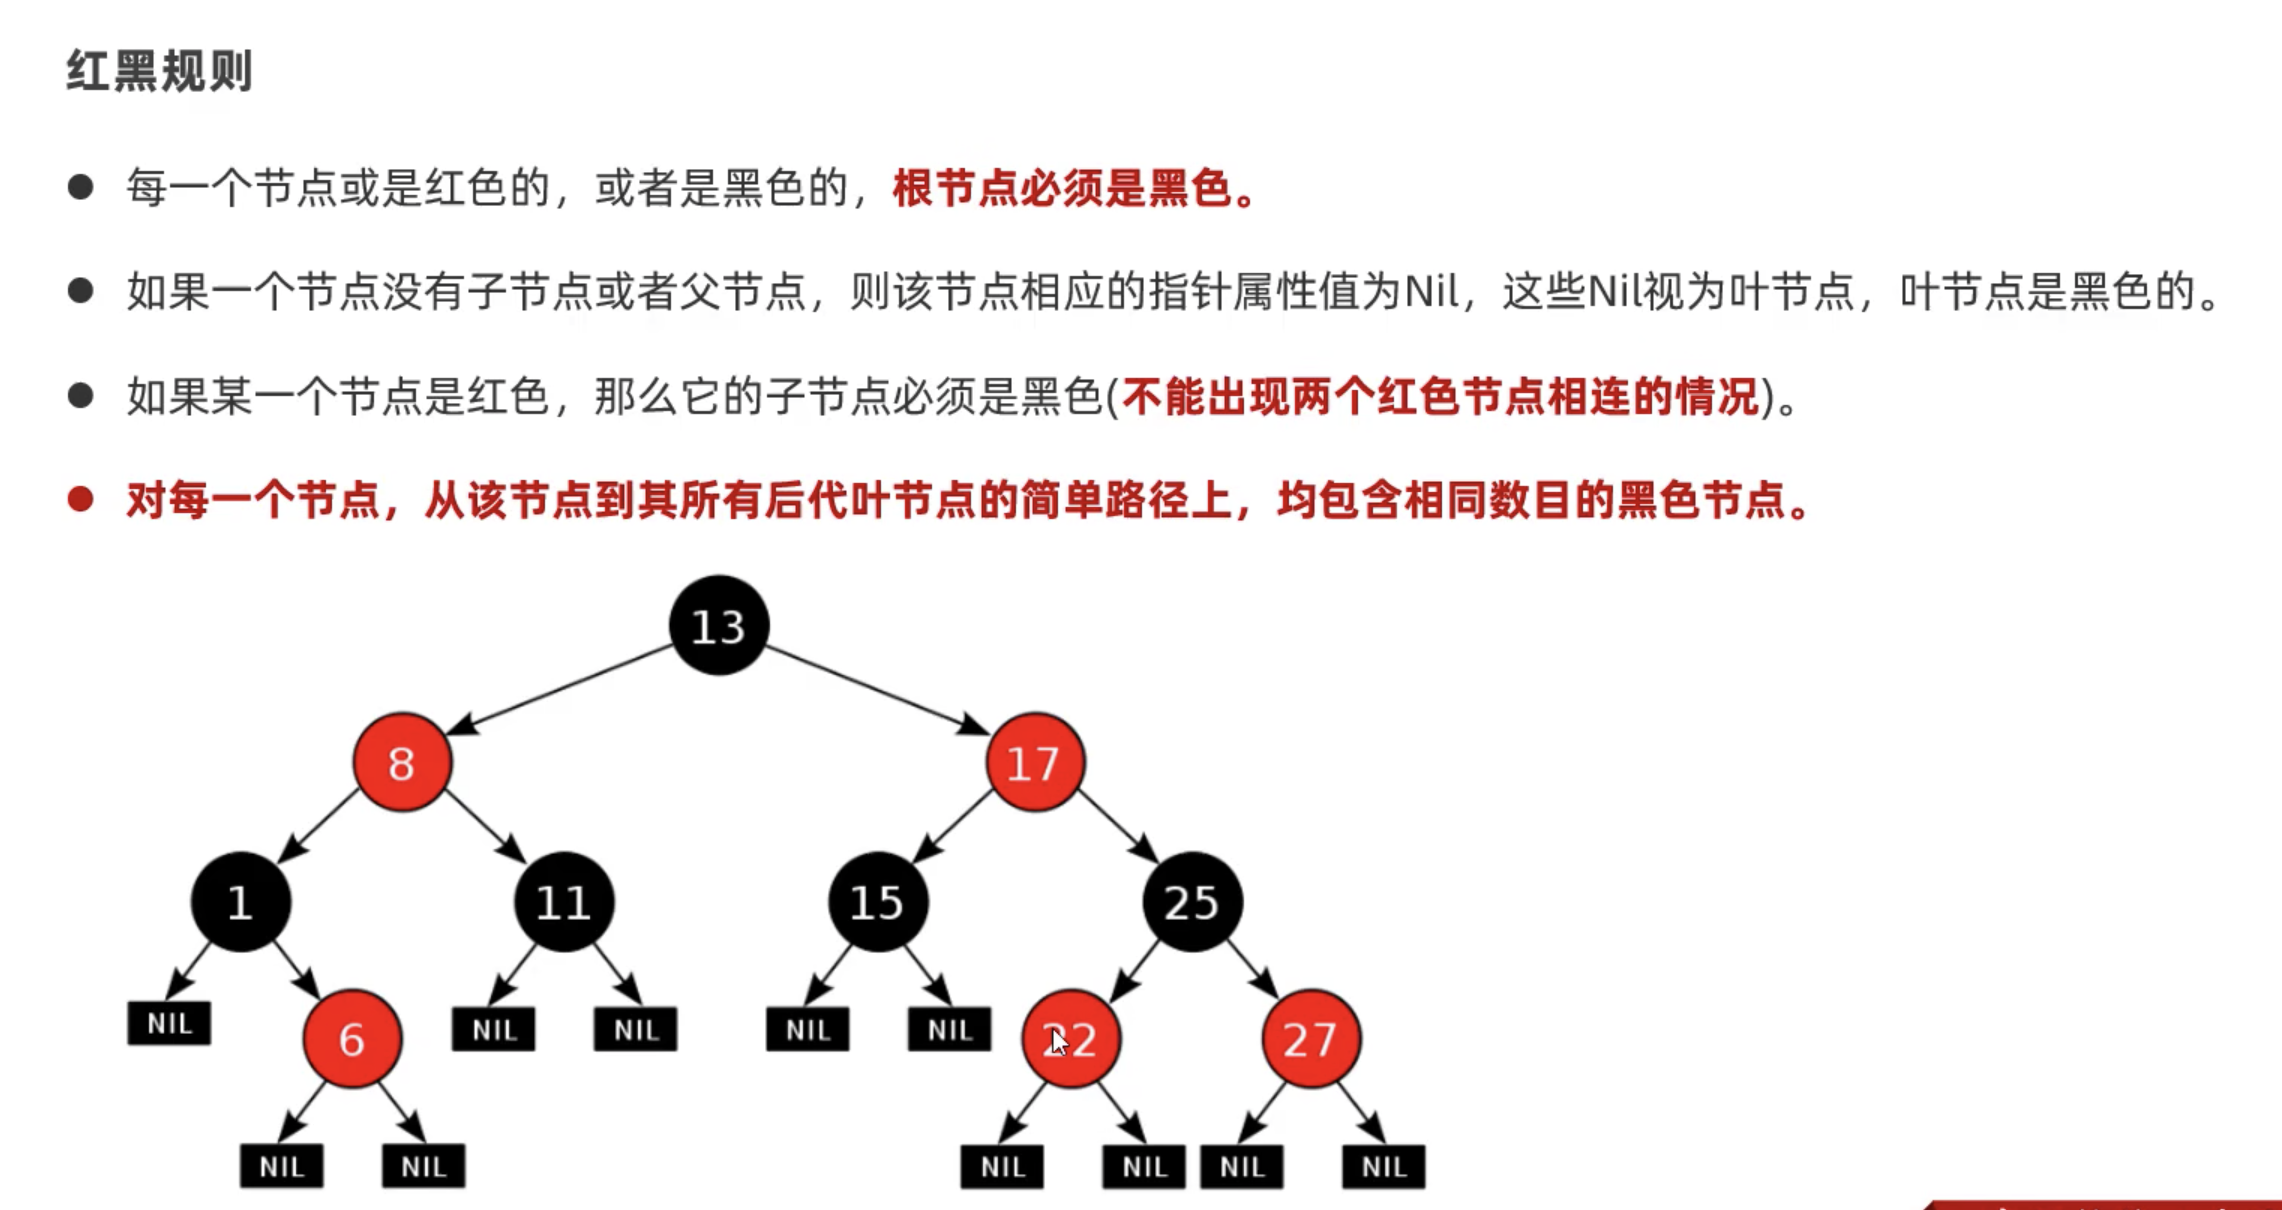 红黑规则
每一个节点或是红色的，或者是黑色的，根节点必须是黑色。
如果一个节点没有子节点或者父节点，则该节点相应的指针属性值为Nil，这些Nil视为叶节点，叶节点是黑色的。
如果某一个节点是红色，那么它的子节点必须是黑色(不能出现两个红色节点相连的情况)。
对每一个节点，从该节点到其所有后代叶节点的简单路径上，均包含相同数目的黑色节点。
13
8 17
1 11 15 25
NIL 6 NIL NIL NIL NIL 22 27
NIL NIL NIL NIL NIL NIL